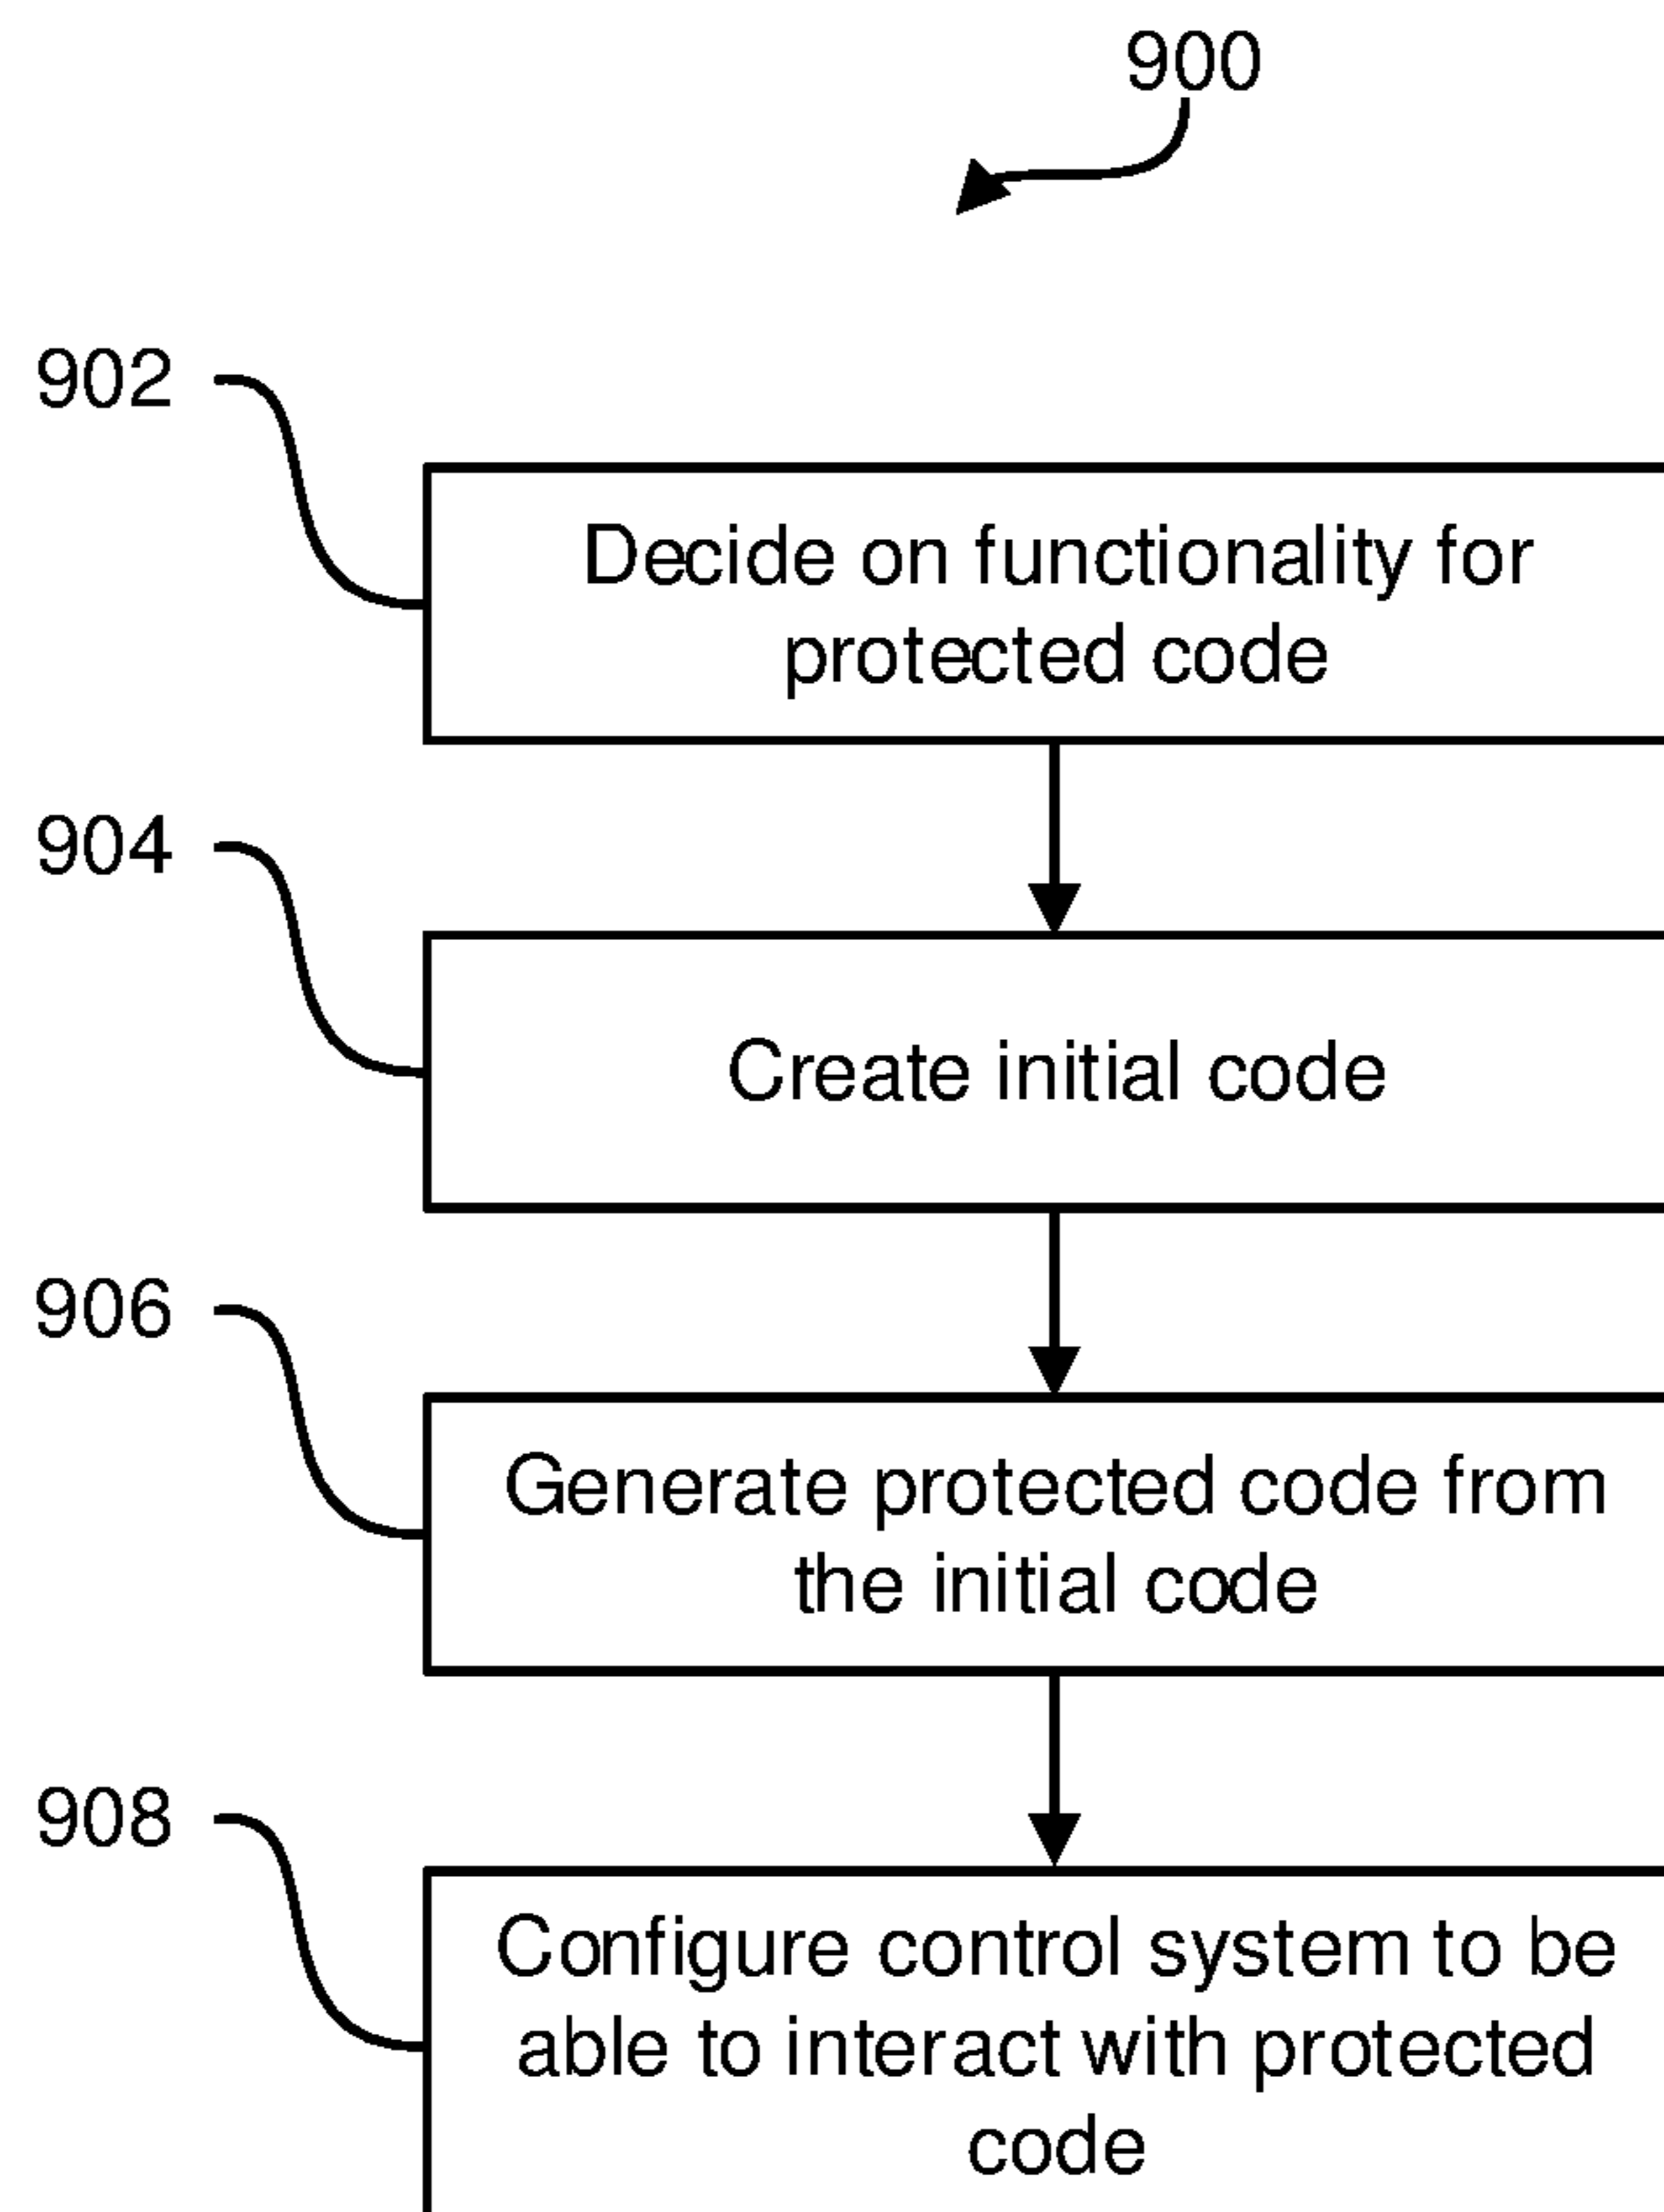 900
902
Decide on functionality for
protected code
904
Create initial code
906
Generate protected code from
the initial code
908
Configure control system to be
able to interact with protected
code